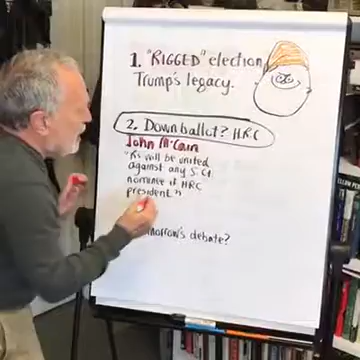 1. "RIGGED" election
Trump's legacy.
2. Down ballot? HRC
John McCain
"Rs will be united
against any S. Ct
nominee if HRC
president"
morrow's debate?